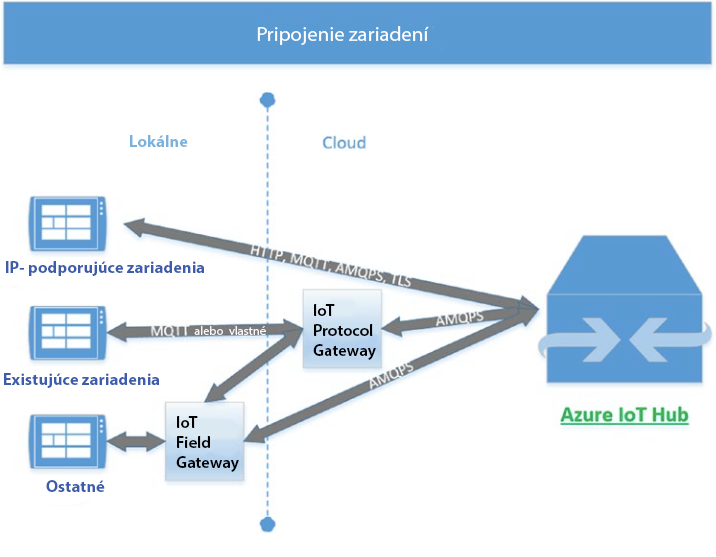 Pripojenie zariadení
Lokálne
Cloud
HTTP, MQTT, AMQPS, TLS
IP- podporujúce zariadenia
IoT
Protocol
Gateway
MQTT alebo vlastné
AMQPS
Existujúce zariadenia
AMQPS
IoT
Field
Gateway
Azure IoT Hub
Ostatné